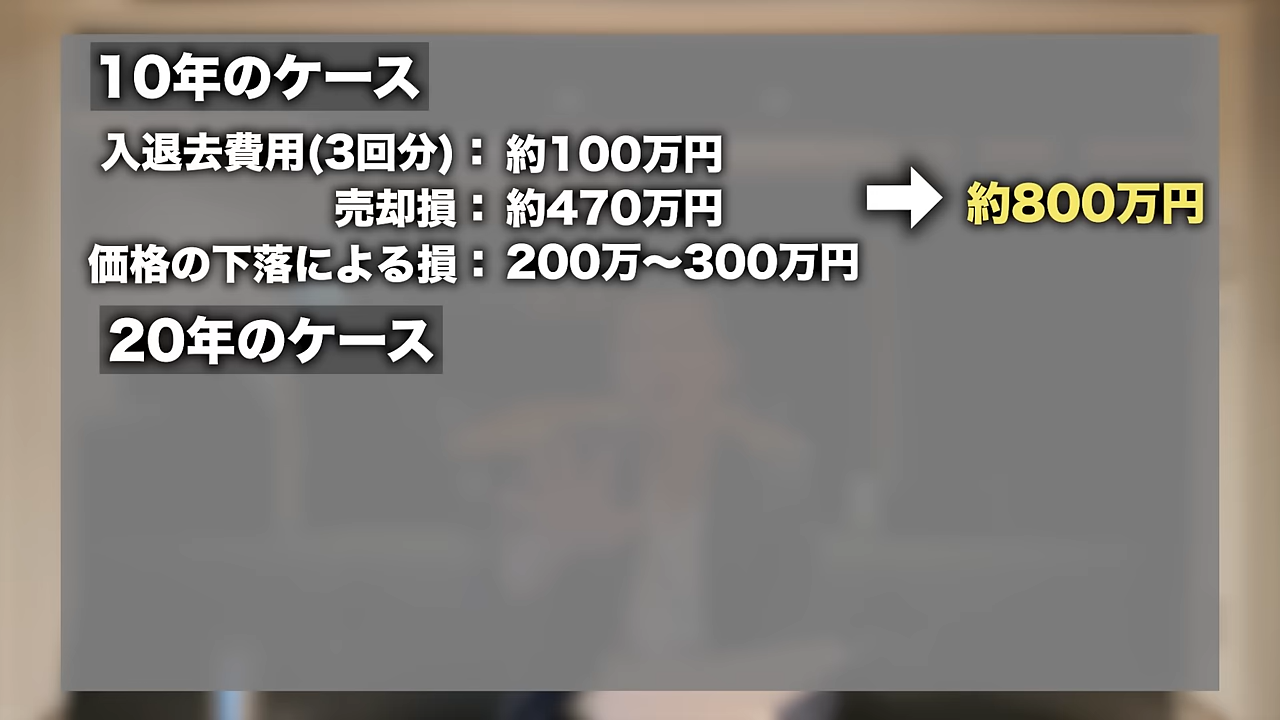 10年のケース
入退去費用(3回分)：約100万円
売却損：約470万円
価格の下落による損：200万～300万円
➡ 約800万円
20年のケース